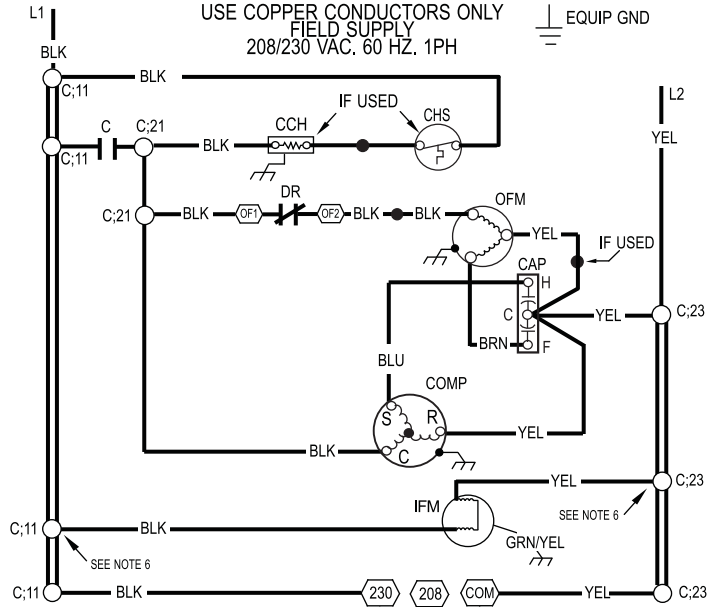 L1
USE COPPER CONDUCTORS ONLY
FIELD SUPPLY
208/230 VAC. 60 HZ. 1PH
EQUIP GND
BLK
BLK
C;11
L2
IF USED
CCH
CHS
C
C;21
C;11
BLK
YEL
DR
OFM
C;21
BLK
OF1
OF2
BLK
BLK
YEL
IF USED
CAP
H
C
YEL
C;23
BRN
F
BLU
COMP
S
R
YEL
C
BLK
YEL
C;23
IFM
SEE NOTE 6
C;11
BLK
GRN/YEL
SEE NOTE 6
C;11
BLK
230
208
COM
YEL
C;23